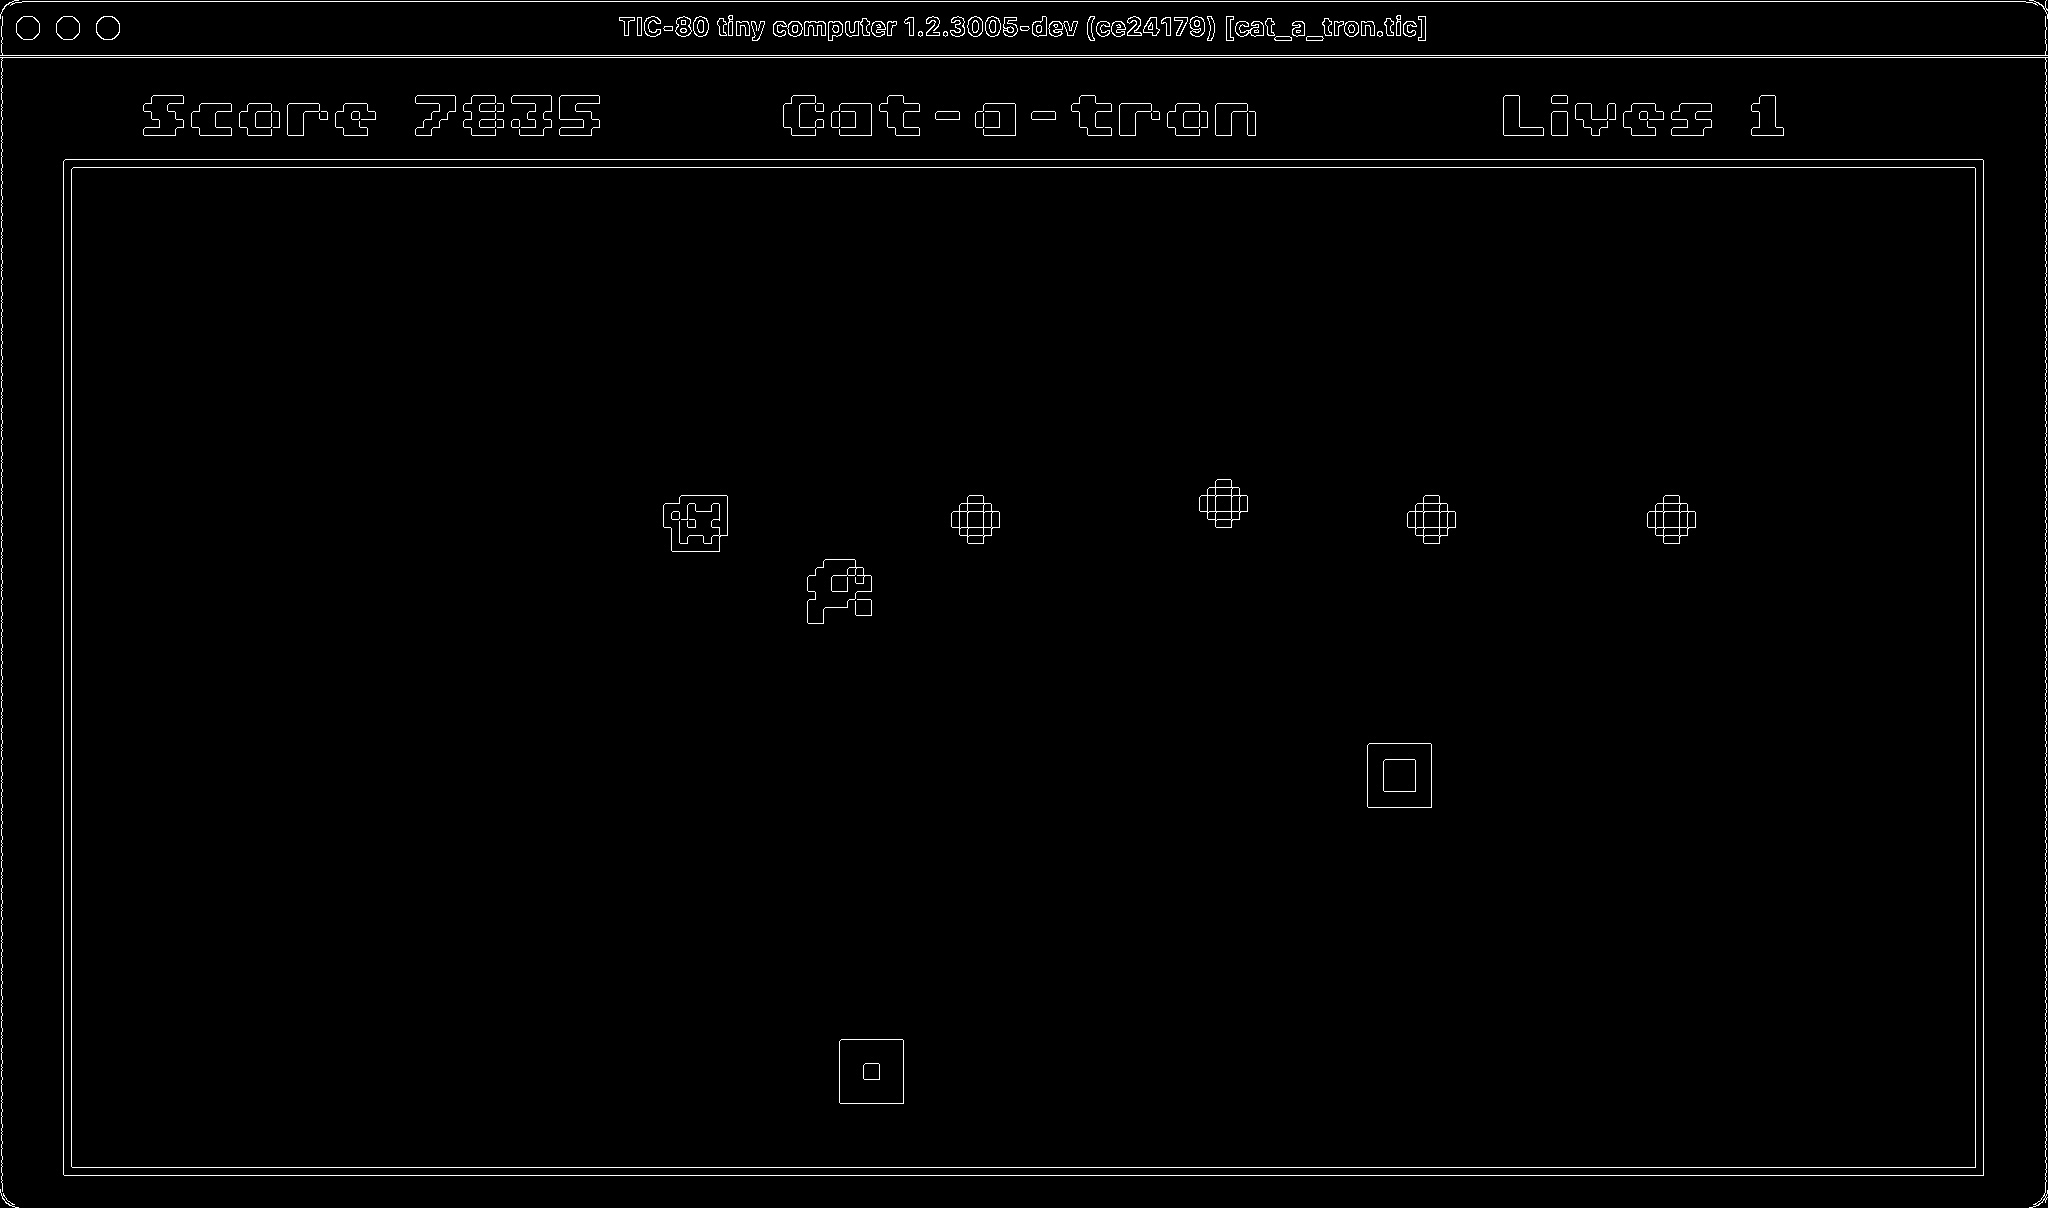 TIC-80 tiny computer 1.2.3005-dev (ce24179) [cat_a_tron.tic]
Score 7835 Cat-a-tron Lives 1